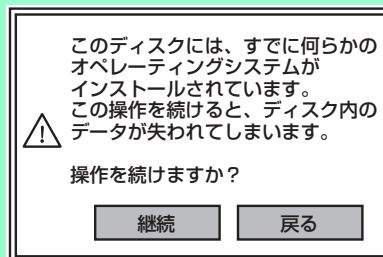 このディスクには、すでに何らかの
オペレーティングシステムが
インストールされています。
この操作を続けると、ディスク内の
データが失われてしまいます。
操作を続けますか？
継続
戻る